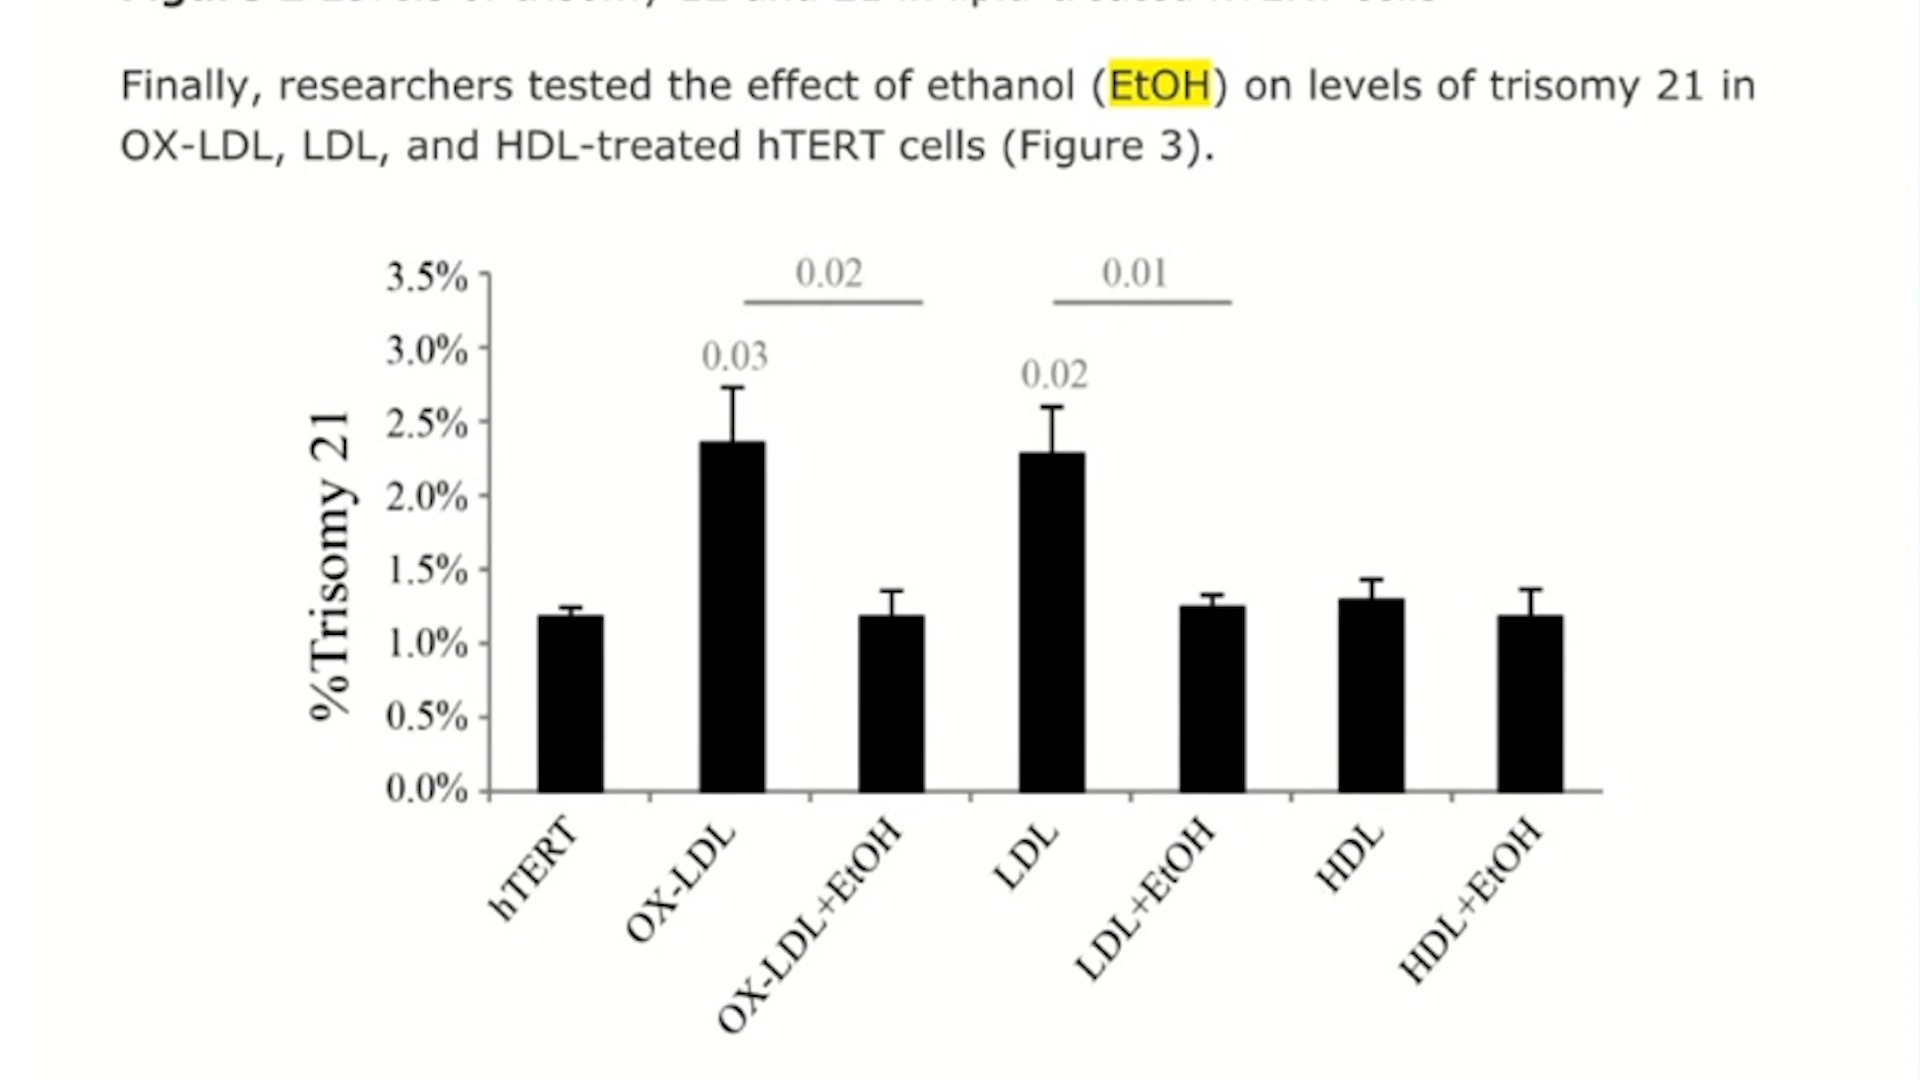 Finally, researchers tested the effect of ethanol (EtOH) on levels of trisomy 21 in
OX-LDL, LDL, and HDL-treated hTERT cells (Figure 3).
0.02
0.01
3.5%
3.0%
2.5%
2.0%
1.5%
1.0%
0.5%
0.0%
0.03
0.02
%Trisomy 21
hTERT
OX-LDL
OX-LDL+EtOH
LDL
LDL+EtOH
HDL
HDL+EtOH